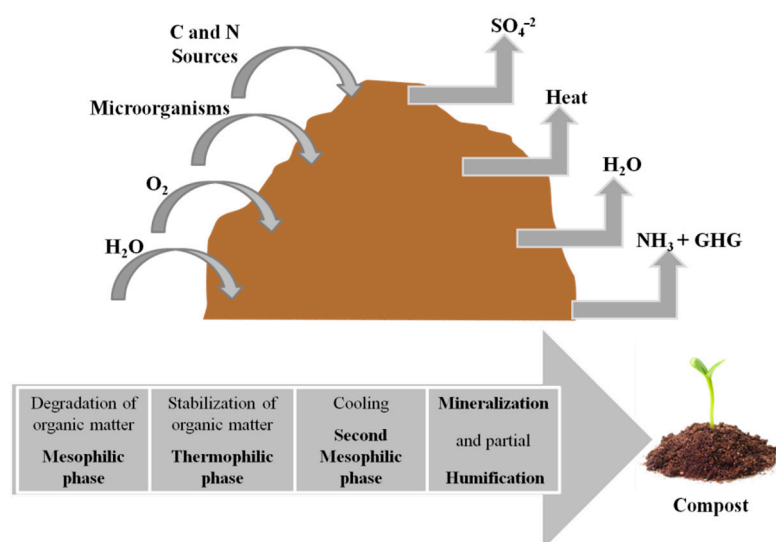 C and N
Sources
Microorganisms
O₂
H₂O
SO₄⁻²
Heat
H₂O
NH₃ + GHG
Degradation of
organic matter
Mesophilic
phase
Stabilization of
organic matter
Thermophilic
phase
Cooling
Second
Mesophilic
phase
Mineralization
and partial
Humification
Compost